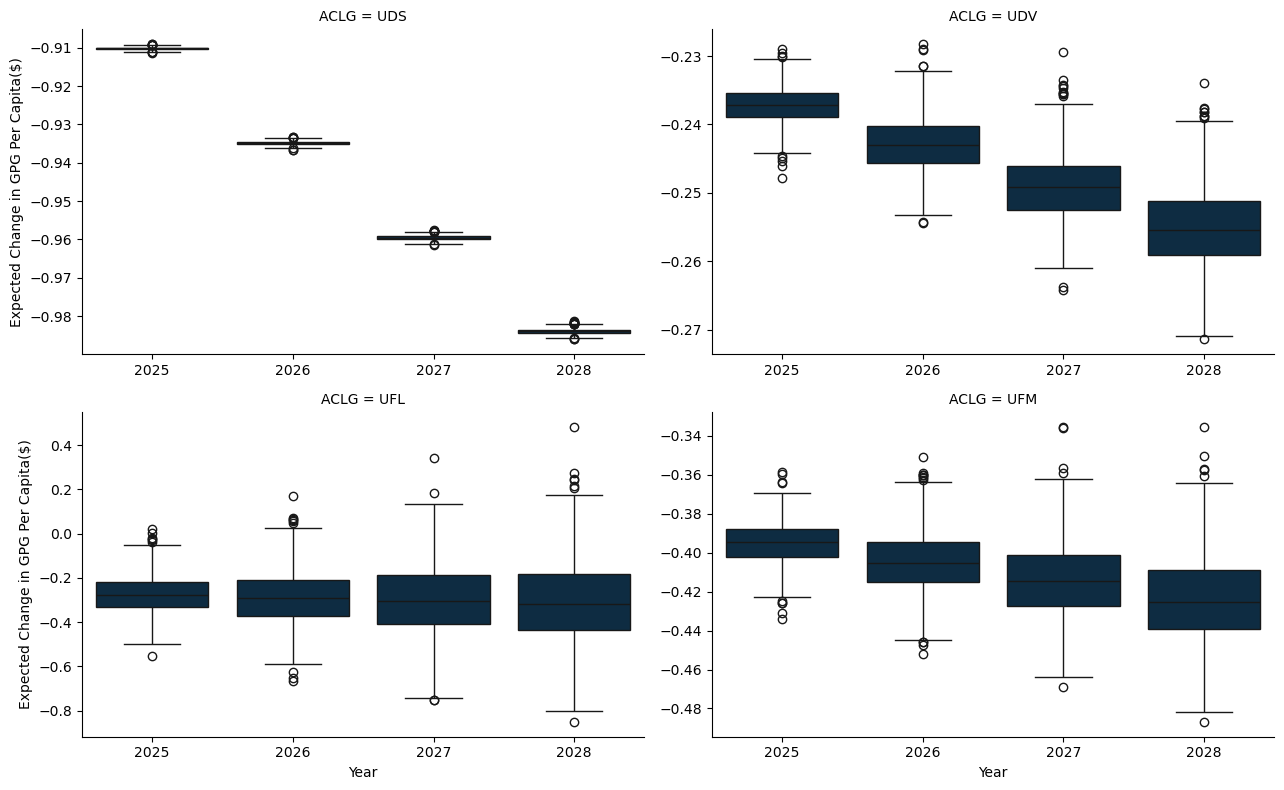 ACLG = UDS
Expected Change in GPG Per Capita($)
−0.91
−0.92
−0.93
−0.94
−0.95
−0.96
−0.97
−0.98
2025 2026 2027 2028
ACLG = UDV
−0.23
−0.24
−0.25
−0.26
−0.27
2025 2026 2027 2028
ACLG = UFL
Expected Change in GPG Per Capita($)
0.4
0.2
0.0
−0.2
−0.4
−0.6
−0.8
2025 2026 2027 2028
Year
ACLG = UFM
−0.34
−0.36
−0.38
−0.40
−0.42
−0.44
−0.46
−0.48
2025 2026 2027 2028
Year